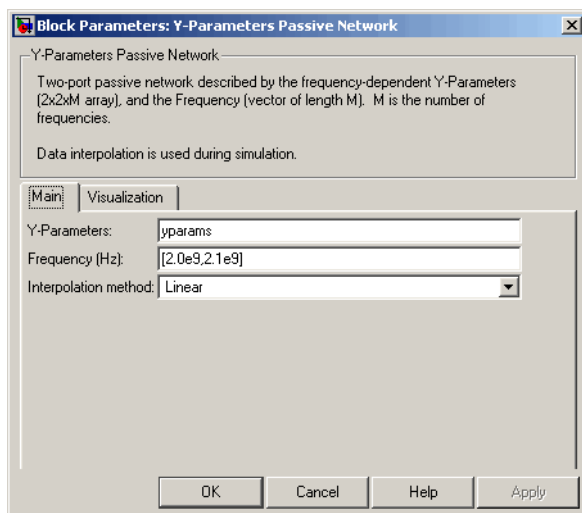 Block Parameters: Y-Parameters Passive Network
Y-Parameters Passive Network
Two-port passive network described by the frequency-dependent Y-Parameters
(2x2xM array), and the Frequency (vector of length M). M is the number of
frequencies.
Data interpolation is used during simulation.
Main Visualization
Y-Parameters: yparams
Frequency (Hz): [2.0e9,2.1e9]
Interpolation method: Linear
OK Cancel Help Apply